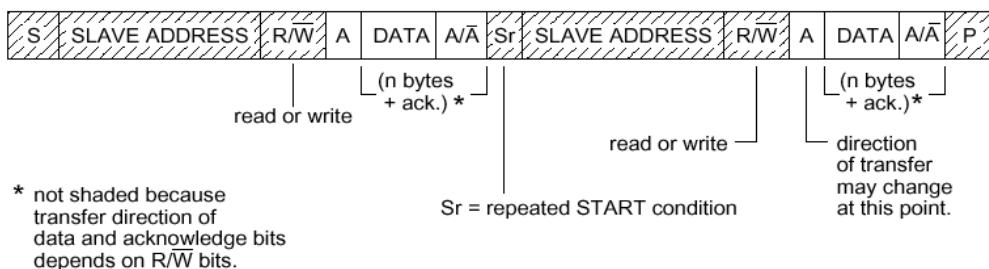 S SLAVE ADDRESS R/W̅ A DATA A/A̅ Sr SLAVE ADDRESS R/W̅ A DATA A/A̅ P
(n bytes
+ ack.) *
read or write
(n bytes
+ ack.) *
read or write
direction
of transfer
may change
at this point.
* not shaded because
transfer direction of
data and acknowledge bits
depends on R/W̅ bits.
Sr = repeated START condition